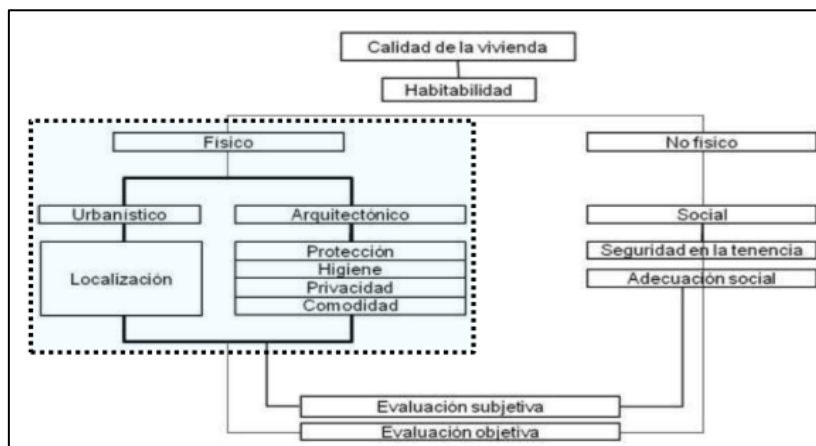 Calidad de la vivienda
Habitabilidad
Físico
No físico
Urbanístico
Arquitectónico
Social
Localización
Protección
Higiene
Privacidad
Comodidad
Seguridad en la tenencia
Adecuación social
Evaluación subjetiva
Evaluación objetiva